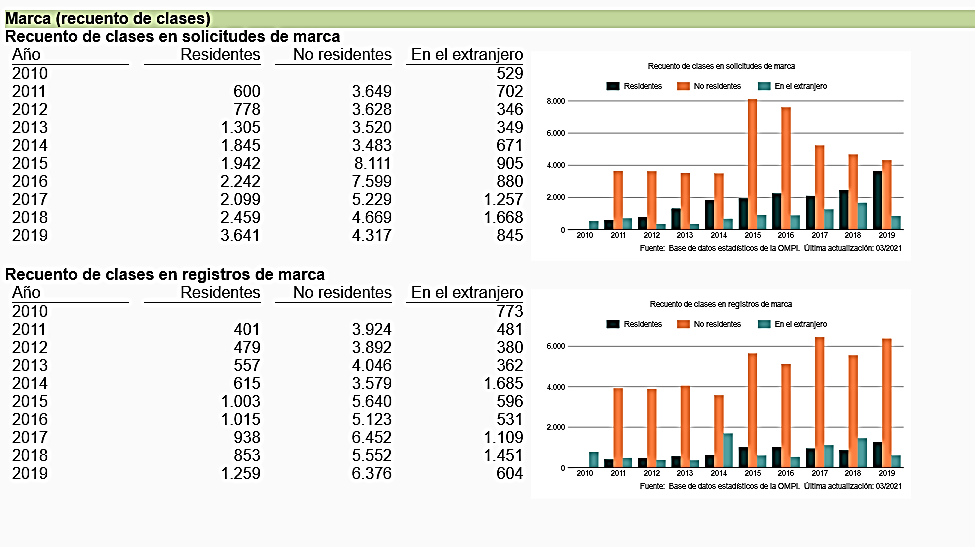 Marca (recuento de clases)
Recuento de clases en solicitudes de marca
Año Residentes No residentes En el extranjero
2010 529
2011 600 3.649 702
2012 778 3.628 346
2013 1.305 3.520 349
2014 1.845 3.483 671
2015 1.942 8.111 905
2016 2.242 7.599 880
2017 2.099 5.229 1.257
2018 2.459 4.669 1.668
2019 3.641 4.317 845
Recuento de clases en solicitudes de marca
Residentes No residentes En el extranjero
8.000
6.000
4.000
2.000
0
2010 2011 2012 2013 2014 2015 2016 2017 2018 2019
Fuente: Base de datos estadísticos de la OMPI. Última actualización: 03/2021
Recuento de clases en registros de marca
Año Residentes No residentes En el extranjero
2010 773
2011 401 3.924 481
2012 479 3.892 380
2013 557 4.046 362
2014 615 3.579 1.685
2015 1.003 5.640 596
2016 1.015 5.123 531
2017 938 6.452 1.109
2018 853 5.552 1.451
2019 1.259 6.376 604
Recuento de clases en registros de marca
Residentes No residentes En el extranjero
6.000
4.000
2.000
0
2010 2011 2012 2013 2014 2015 2016 2017 2018 2019
Fuente: Base de datos estadísticos de la OMPI. Última actualización: 03/2021